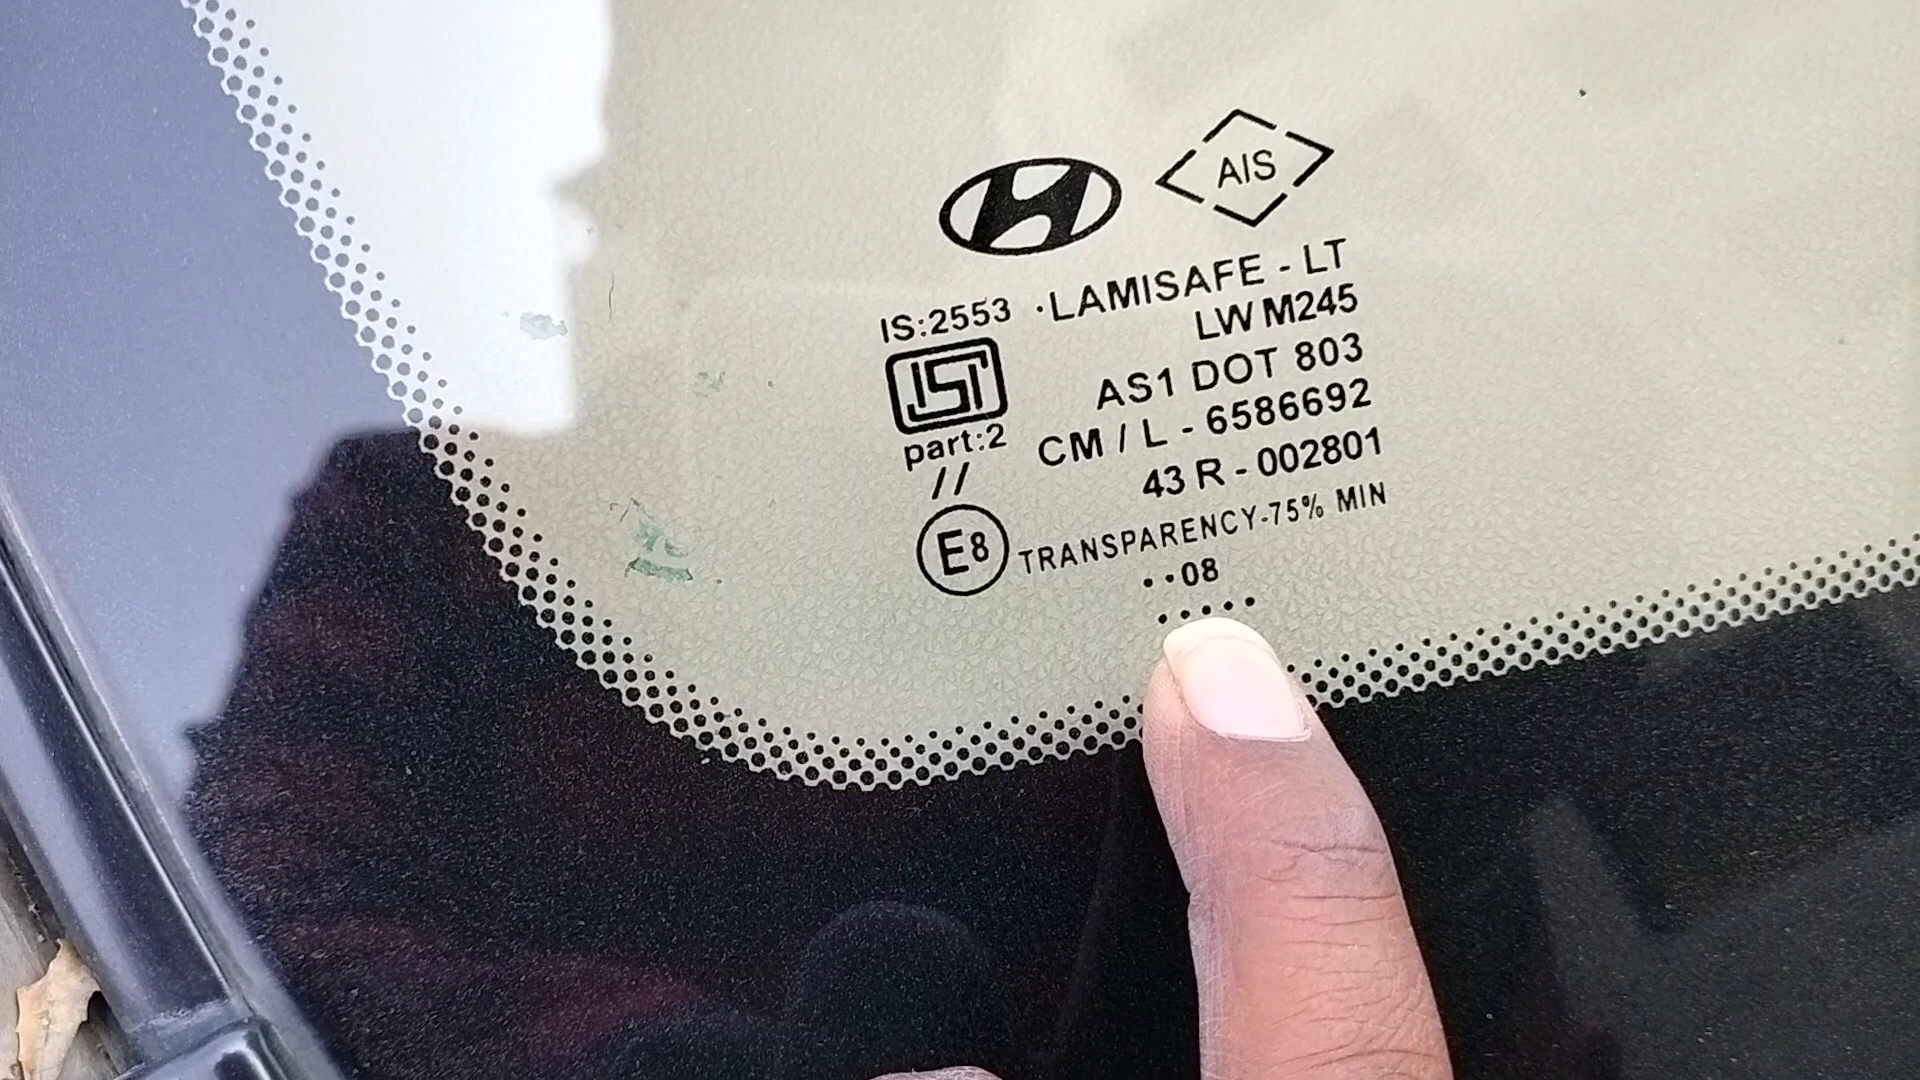 AIS
IS:2553 ·LAMISAFE - LT
LW M245
AS1 DOT 803
part:2 CM / L - 6586692
// 43 R - 002801
E8 TRANSPARENCY-75% MIN
••08
•••••